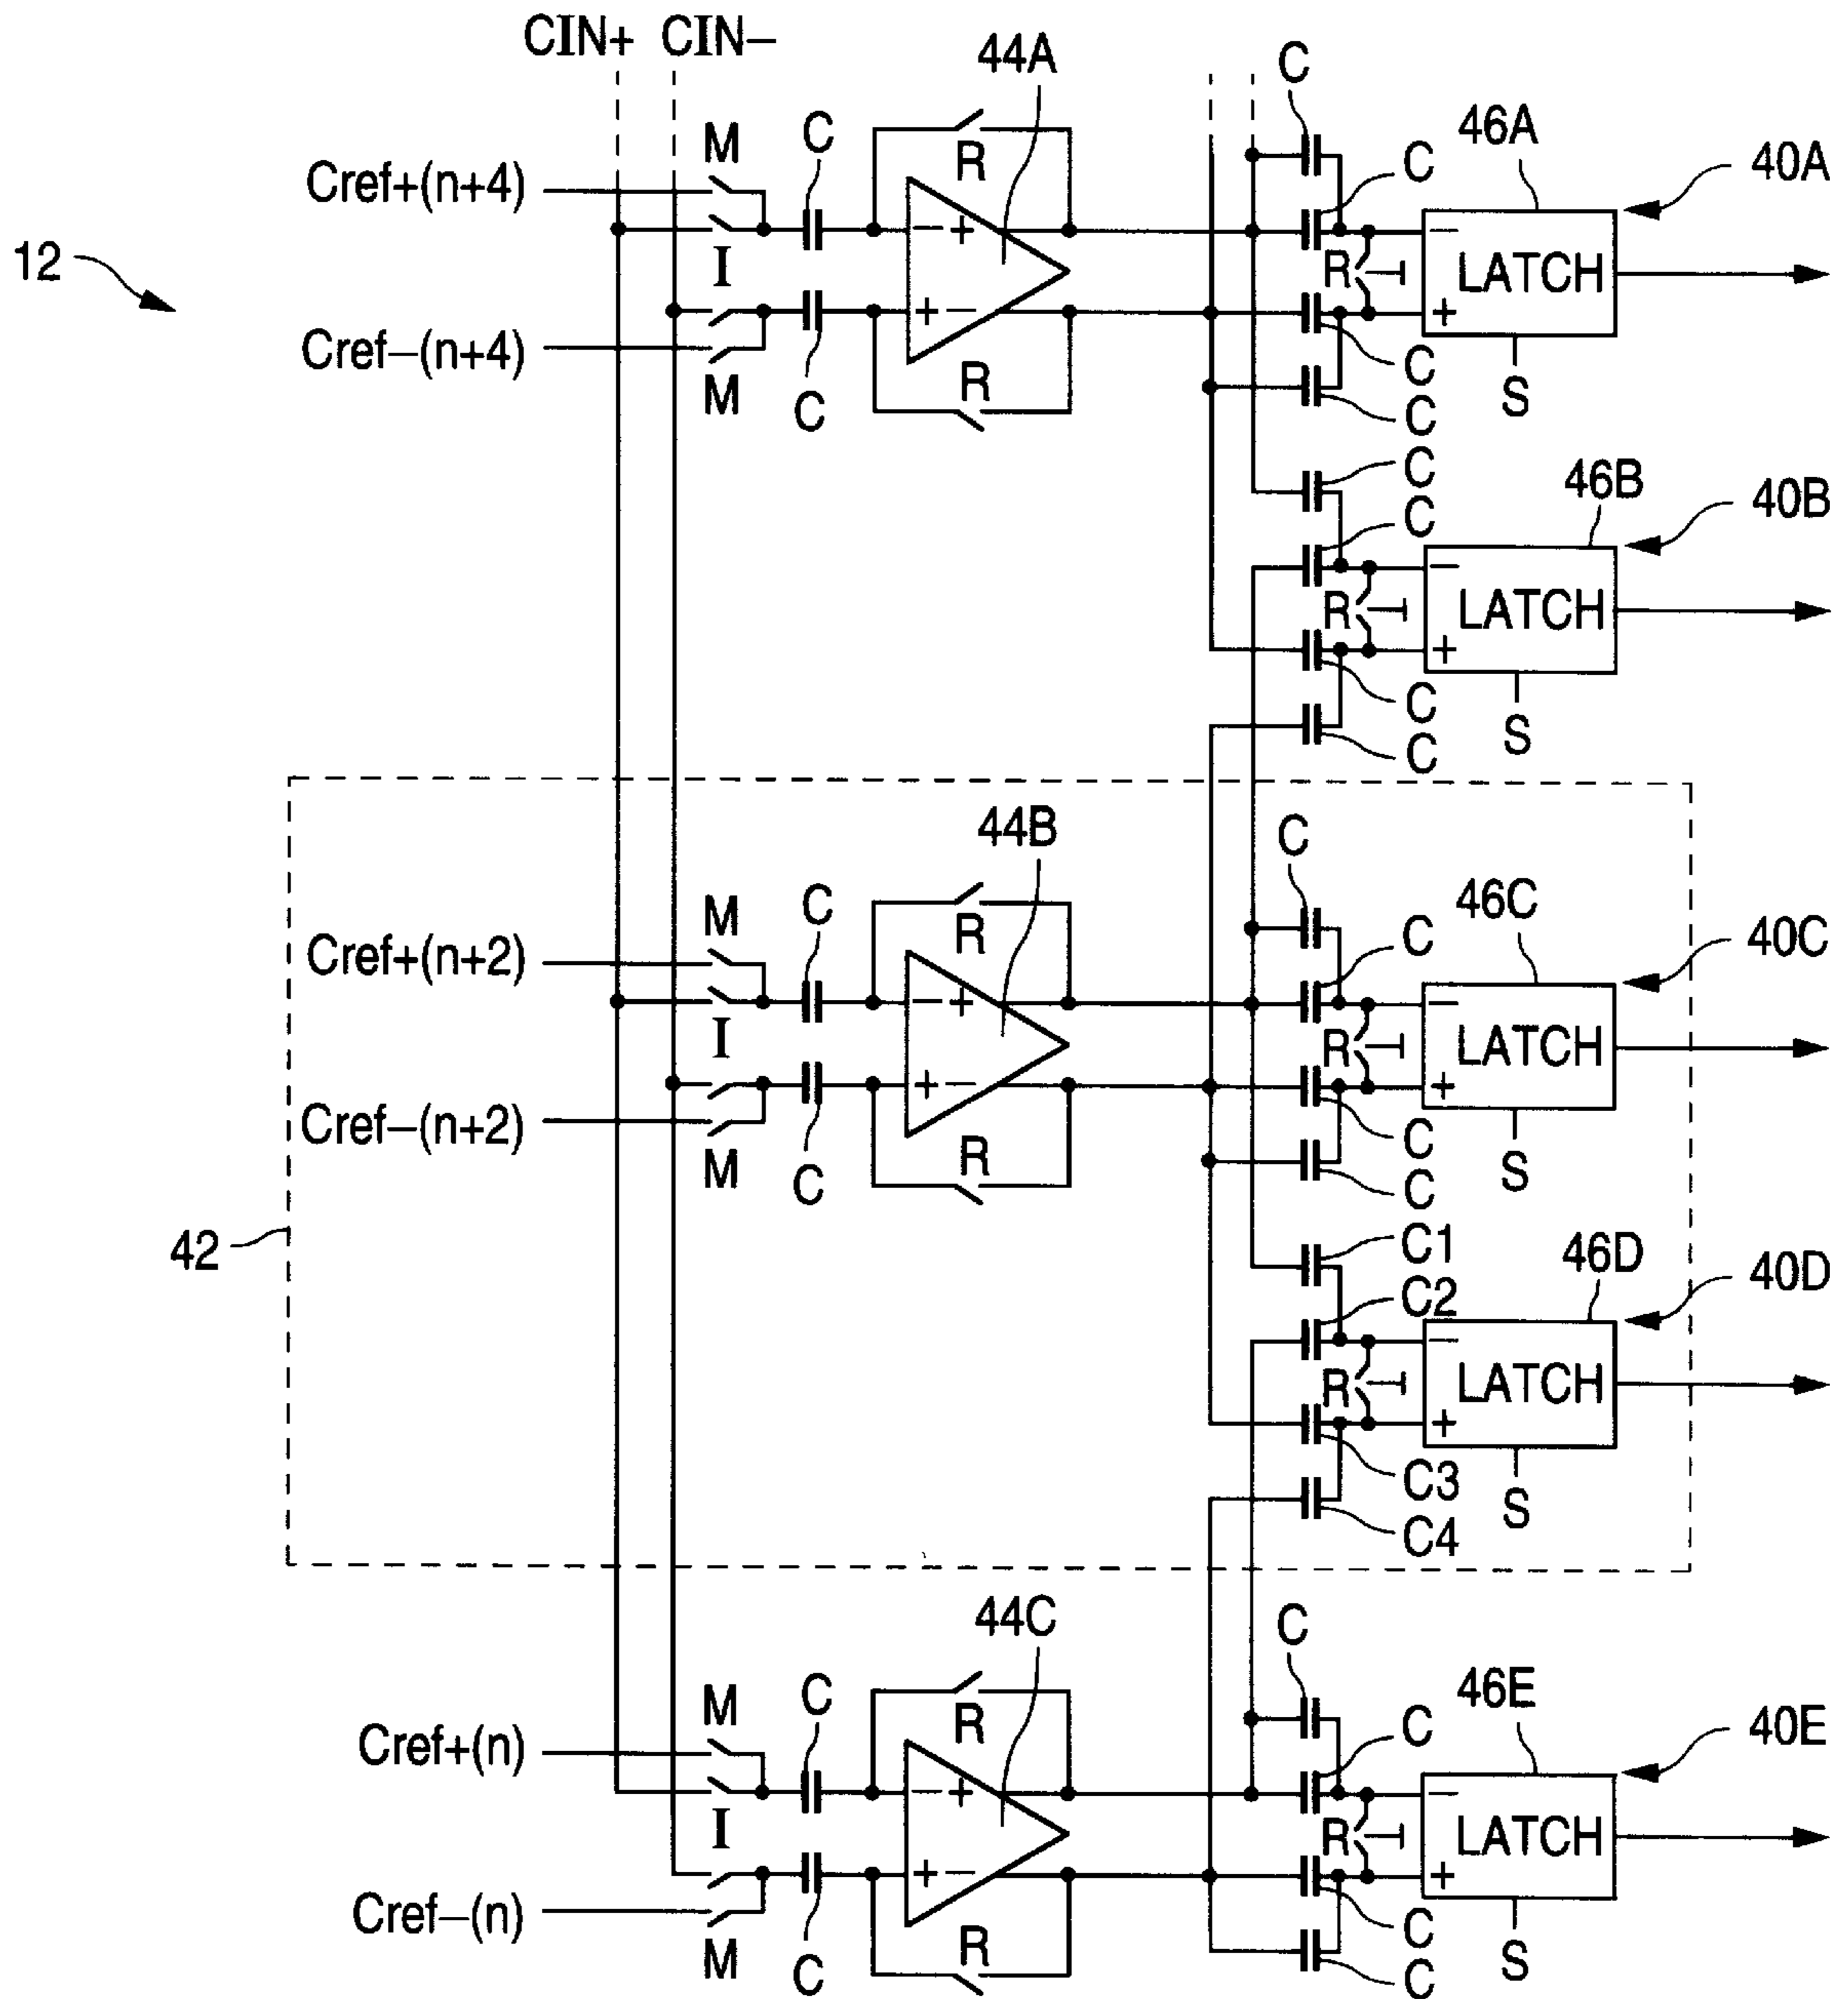 CIN+ CIN−
44A
C
46A
40A
M
C
R
C
Cref+(n+4)
12
I
− +
− LATCH
R
+ −
+
Cref−(n+4)
M
C
R
C
C
S
C
46B
40B
C
− LATCH
R
+
C
C
S
44B
C
46C
40C
M
C
R
C
Cref+(n+2)
I
− +
− LATCH
R
+ −
+
Cref−(n+2)
M
C
R
C
C
S
42
C1
46D
40D
C2
− LATCH
R
+
C3
C4
S
44C
C
46E
40E
M
C
R
C
Cref+(n)
I
− +
− LATCH
R
+ −
+
Cref−(n)
M
C
R
C
C
S